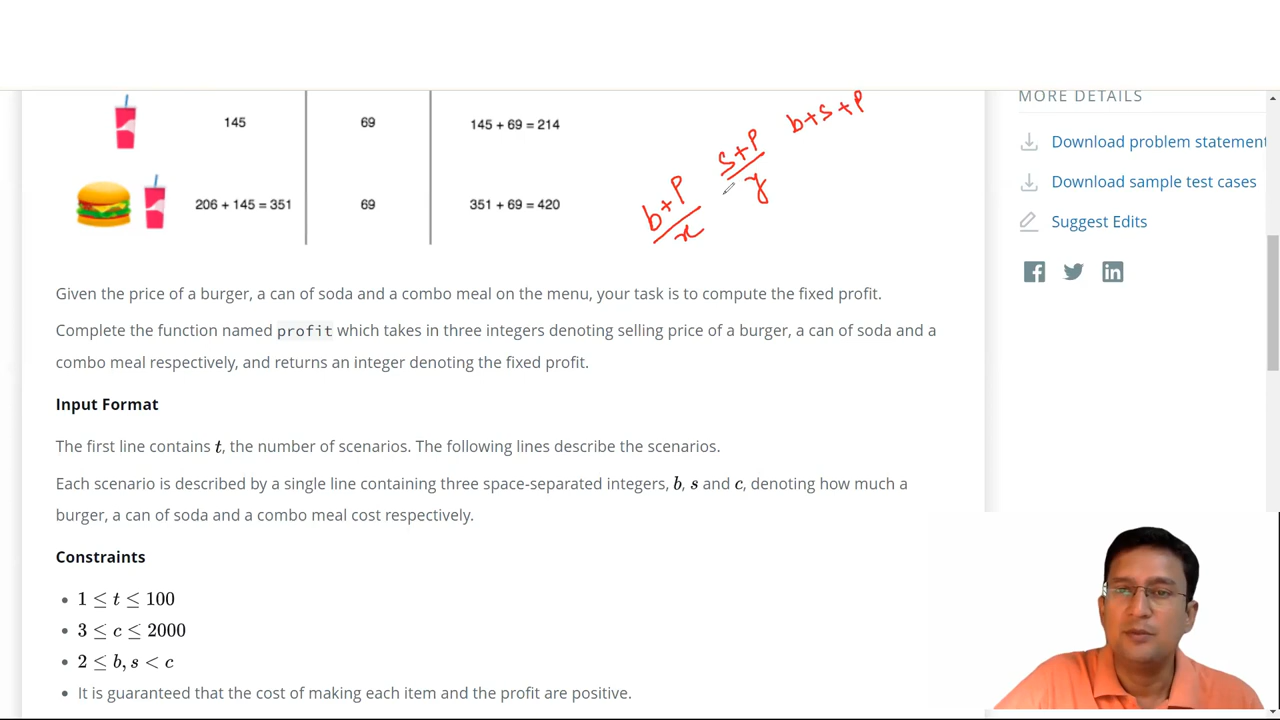 MORE DETAILS
145
69
145 + 69 = 214
b+s+P
s+P
y
b+P
x
206 + 145 = 351
69
351 + 69 = 420
Download problem statement
Download sample test cases
Suggest Edits
Given the price of a burger, a can of soda and a combo meal on the menu, your task is to compute the fixed profit.
Complete the function named profit which takes in three integers denoting selling price of a burger, a can of soda and a
combo meal respectively, and returns an integer denoting the fixed profit.
Input Format
The first line contains t, the number of scenarios. The following lines describe the scenarios.
Each scenario is described by a single line containing three space-separated integers, b, s and c, denoting how much a
burger, a can of soda and a combo meal cost respectively.
Constraints
1 ≤ t ≤ 100
3 ≤ c ≤ 2000
2 ≤ b, s < c
It is guaranteed that the cost of making each item and the profit are positive.